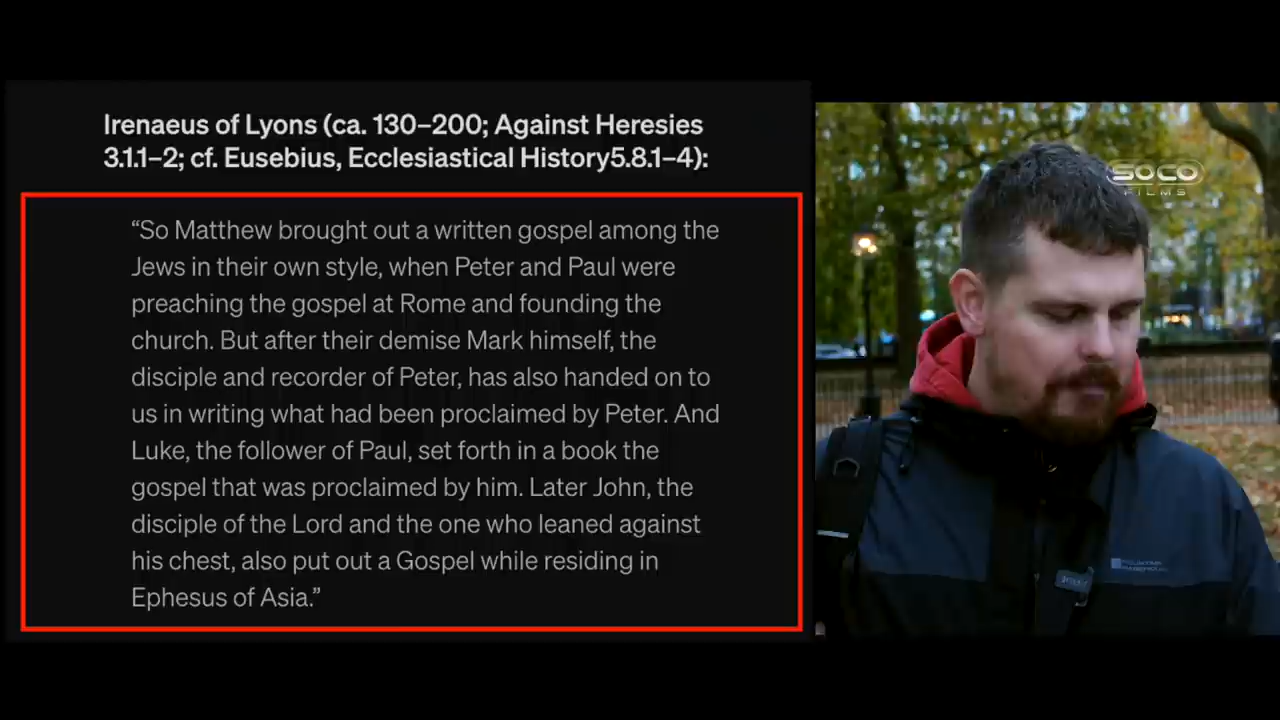 Irenaeus of Lyons (ca. 130–200; Against Heresies
3.1.1–2; cf. Eusebius, Ecclesiastical History5.8.1–4):
“So Matthew brought out a written gospel among the
Jews in their own style, when Peter and Paul were
preaching the gospel at Rome and founding the
church. But after their demise Mark himself, the
disciple and recorder of Peter, has also handed on to
us in writing what had been proclaimed by Peter. And
Luke, the follower of Paul, set forth in a book the
gospel that was proclaimed by him. Later John, the
disciple of the Lord and the one who leaned against
his chest, also put out a Gospel while residing in
Ephesus of Asia.”
SOCO
FILMS